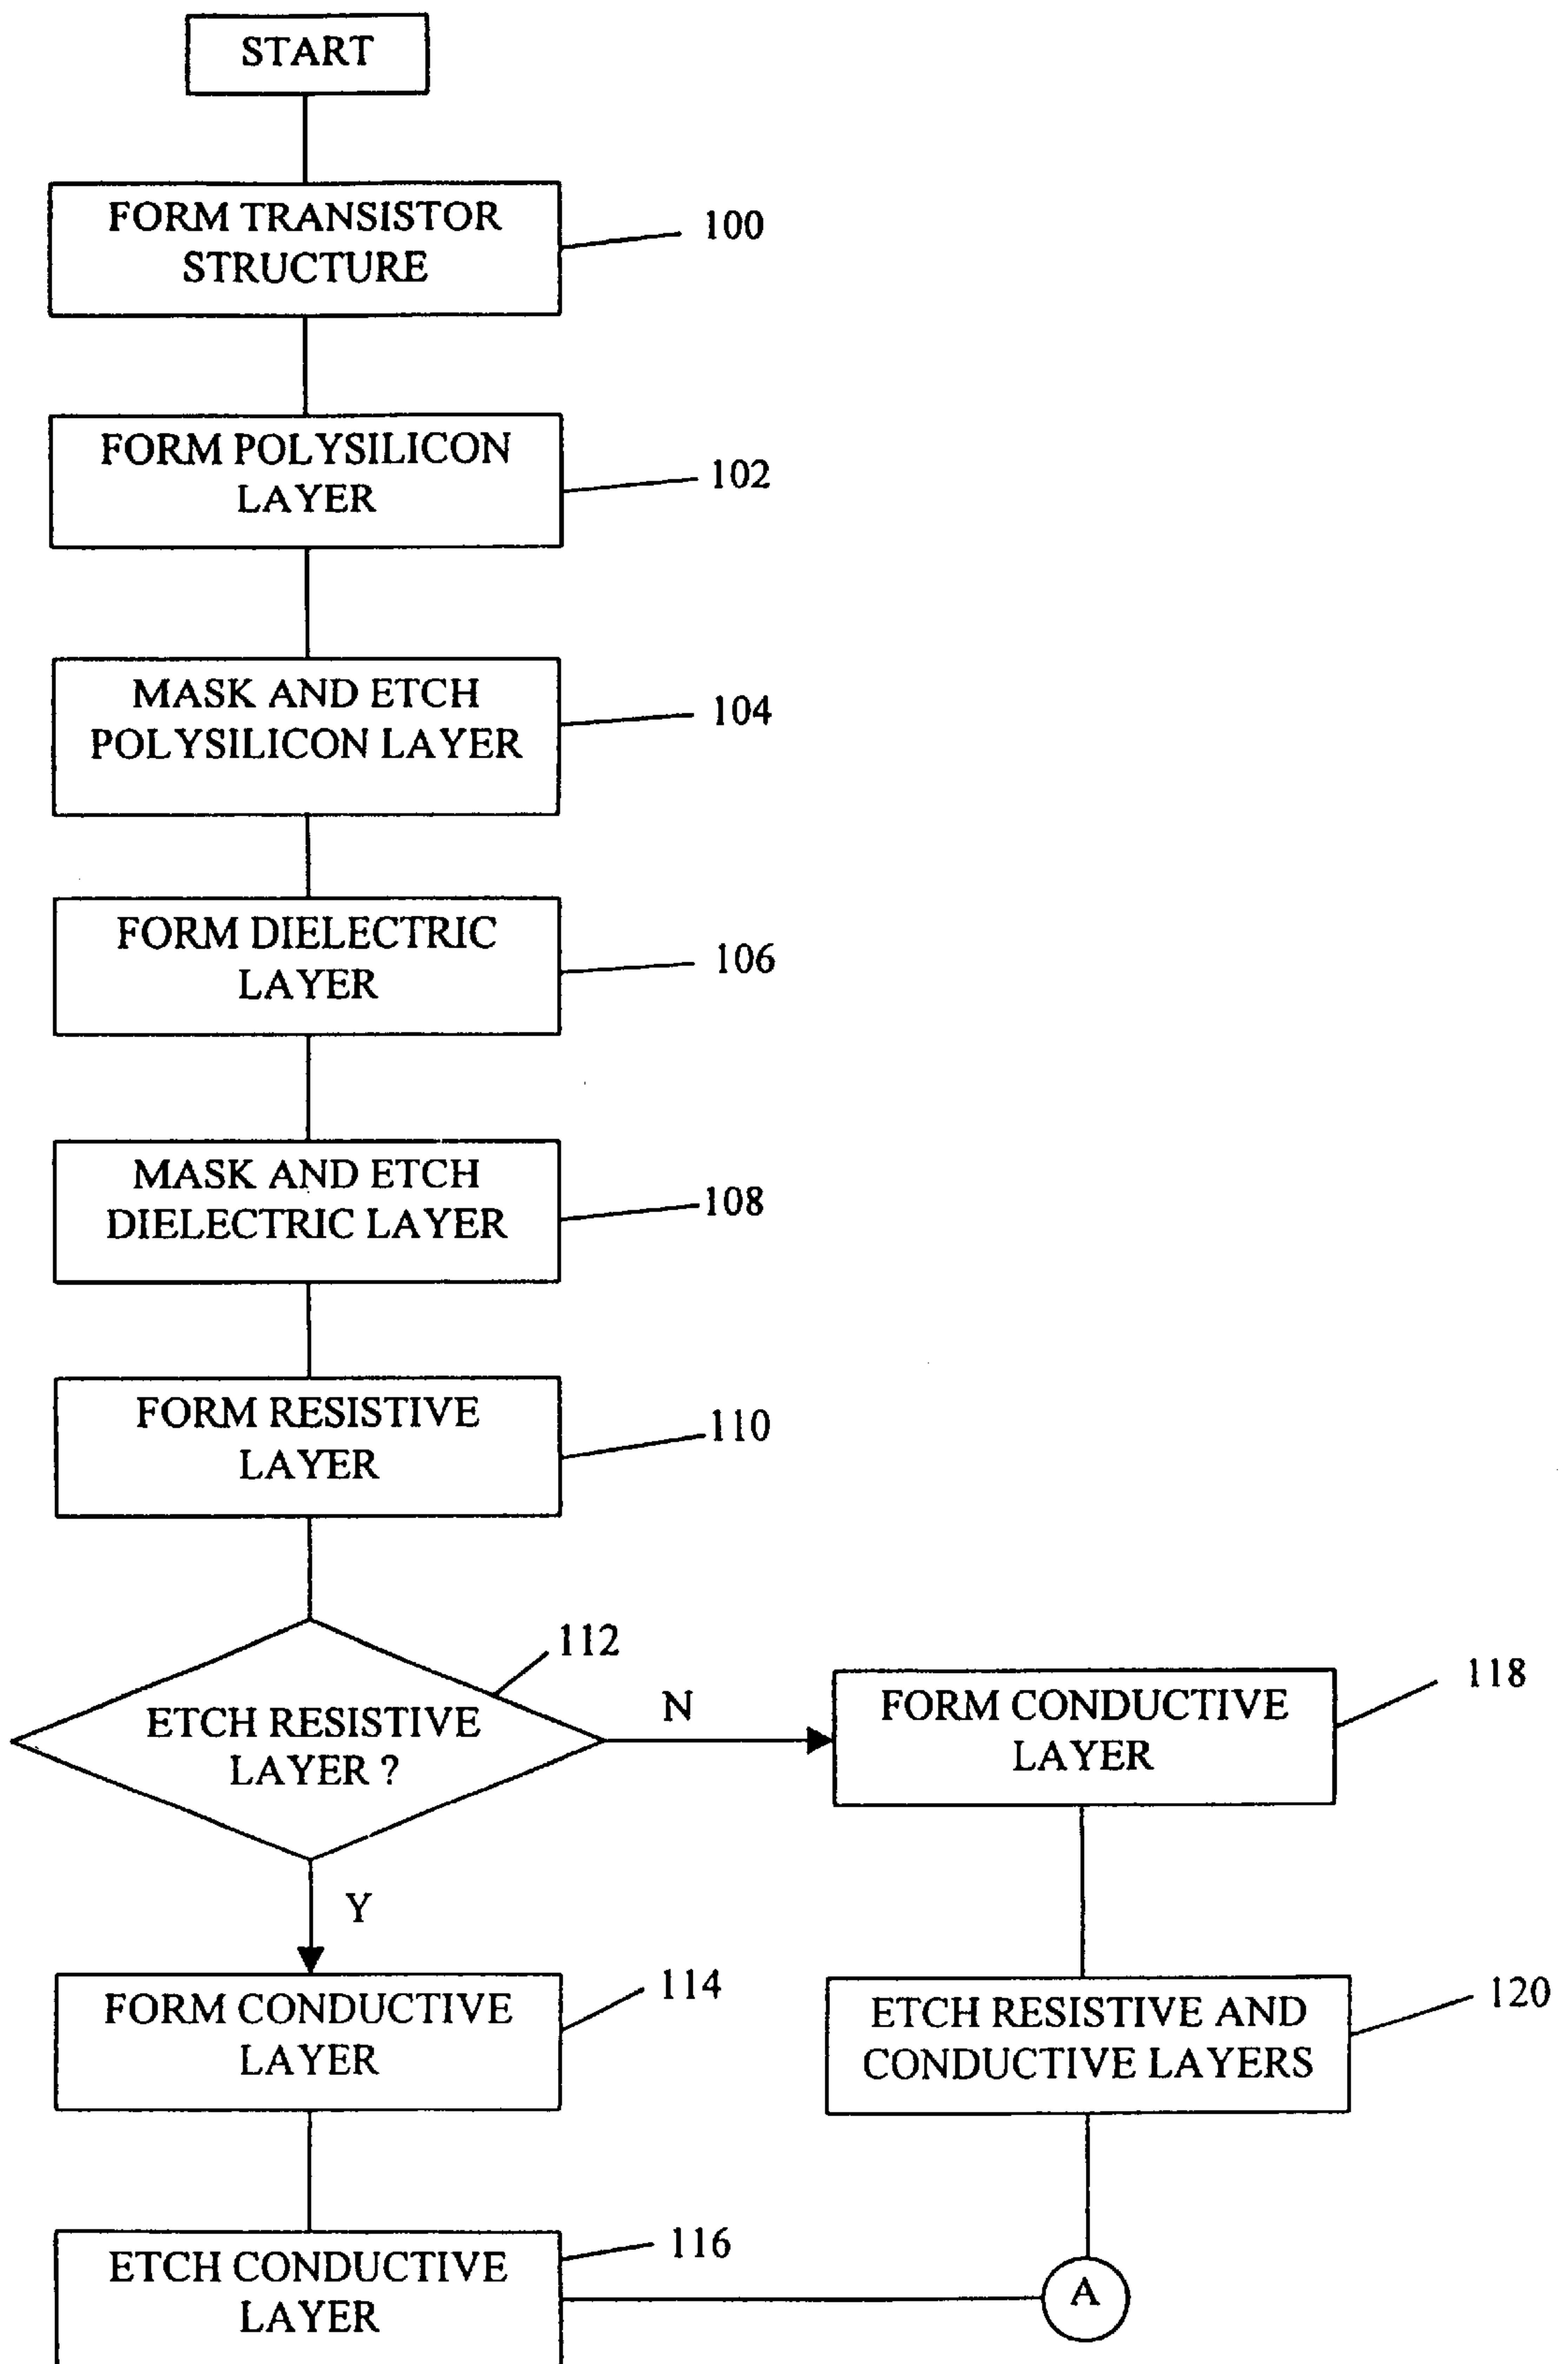 START
FORM TRANSISTOR
STRUCTURE
100
FORM POLYSILICON
LAYER
102
MASK AND ETCH
POLYSILICON LAYER
104
FORM DIELECTRIC
LAYER
106
MASK AND ETCH
DIELECTRIC LAYER
108
FORM RESISTIVE
LAYER
110
ETCH RESISTIVE
LAYER ?
112
N
FORM CONDUCTIVE
LAYER
118
Y
FORM CONDUCTIVE
LAYER
114
ETCH RESISTIVE AND
CONDUCTIVE LAYERS
120
ETCH CONDUCTIVE
LAYER
116
A